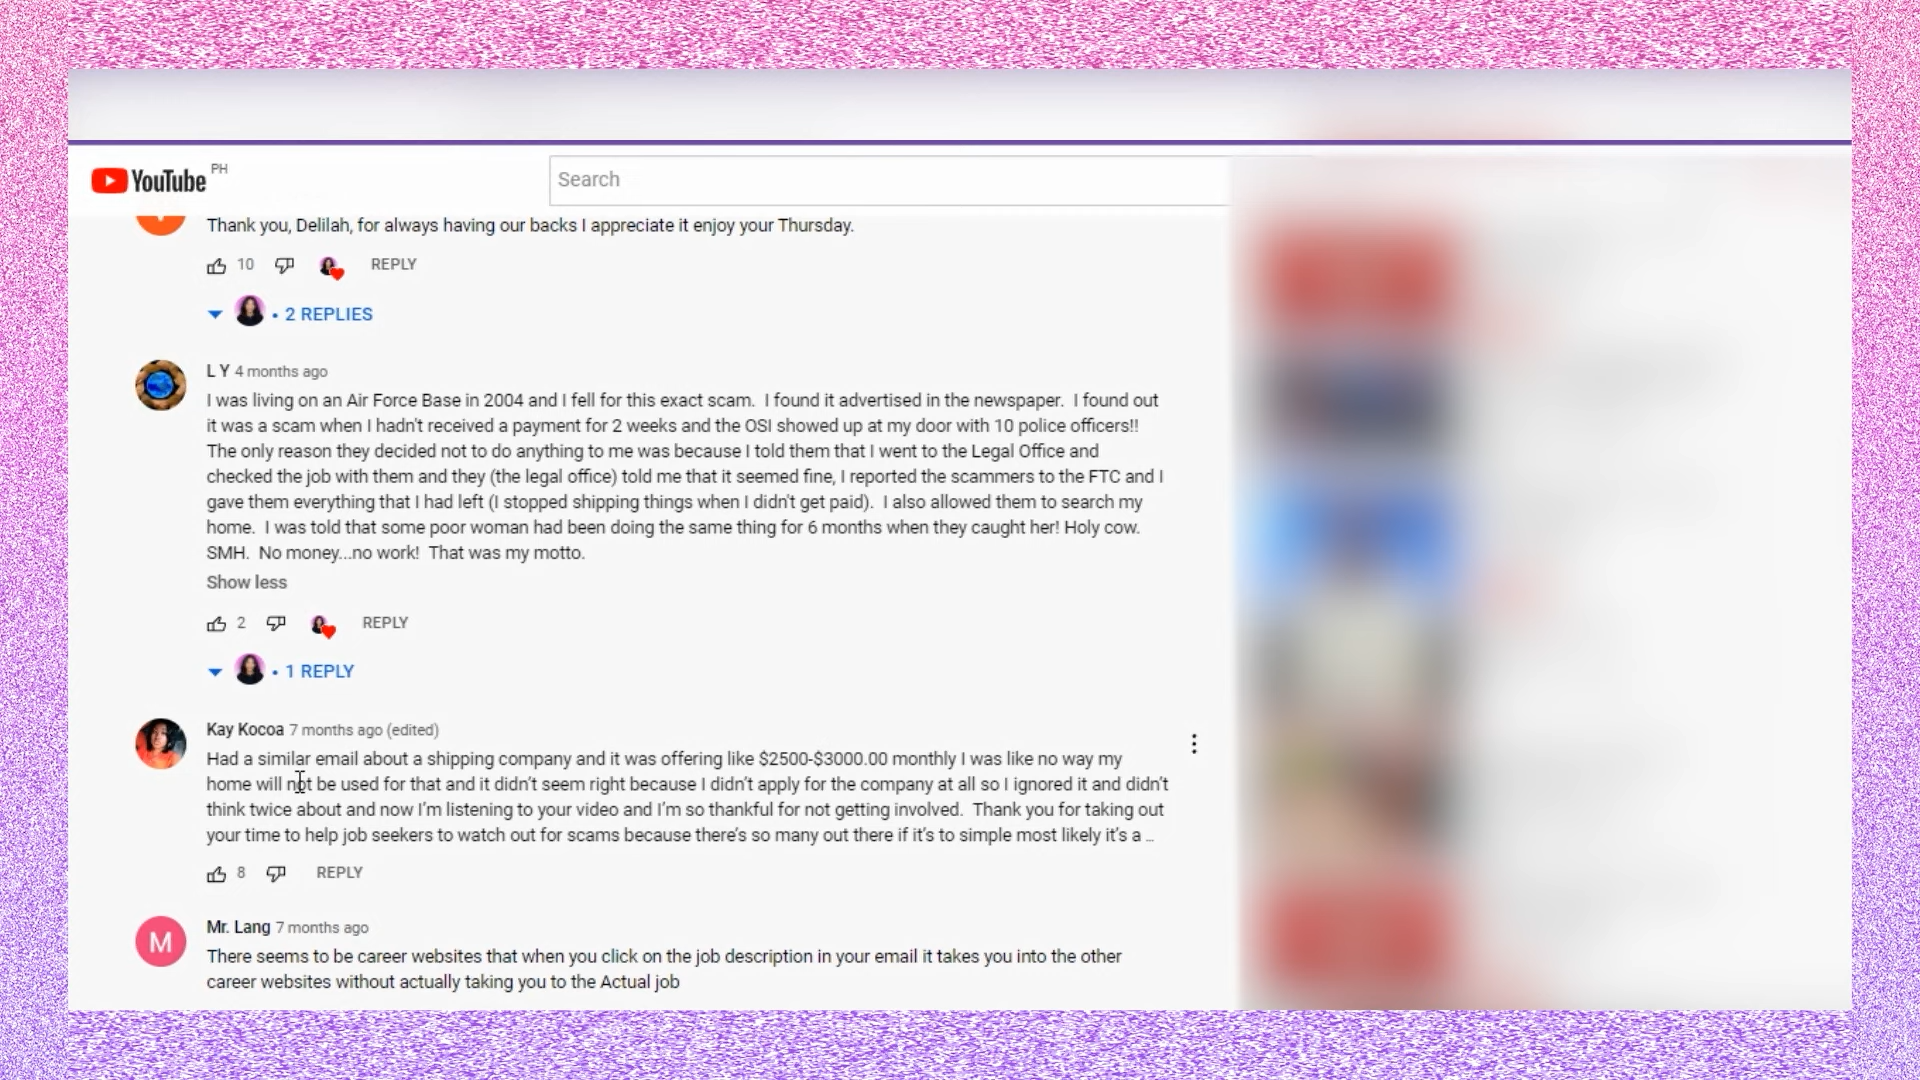 YouTube PH
Search
Thank you, Delilah, for always having our backs I appreciate it enjoy your Thursday.
10 REPLY
• 2 REPLIES
L Y 4 months ago
I was living on an Air Force Base in 2004 and I fell for this exact scam. I found it advertised in the newspaper. I found out
it was a scam when I hadn't received a payment for 2 weeks and the OSI showed up at my door with 10 police officers!!
The only reason they decided not to do anything to me was because I told them that I went to the Legal Office and
checked the job with them and they (the legal office) told me that it seemed fine, I reported the scammers to the FTC and I
gave them everything that I had left (I stopped shipping things when I didn't get paid). I also allowed them to search my
home. I was told that some poor woman had been doing the same thing for 6 months when they caught her! Holy cow.
SMH. No money...no work! That was my motto.
Show less
2 REPLY
• 1 REPLY
Kay Kocoa 7 months ago (edited)
Had a similar email about a shipping company and it was offering like $2500-$3000.00 monthly I was like no way my
home will not be used for that and it didn’t seem right because I didn’t apply for the company at all so I ignored it and didn’t
think twice about and now I’m listening to your video and I’m so thankful for not getting involved. Thank you for taking out
your time to help job seekers to watch out for scams because there’s so many out there if it’s to simple most likely it’s a ...
8 REPLY
M
Mr. Lang 7 months ago
There seems to be career websites that when you click on the job description in your email it takes you into the other
career websites without actually taking you to the Actual job